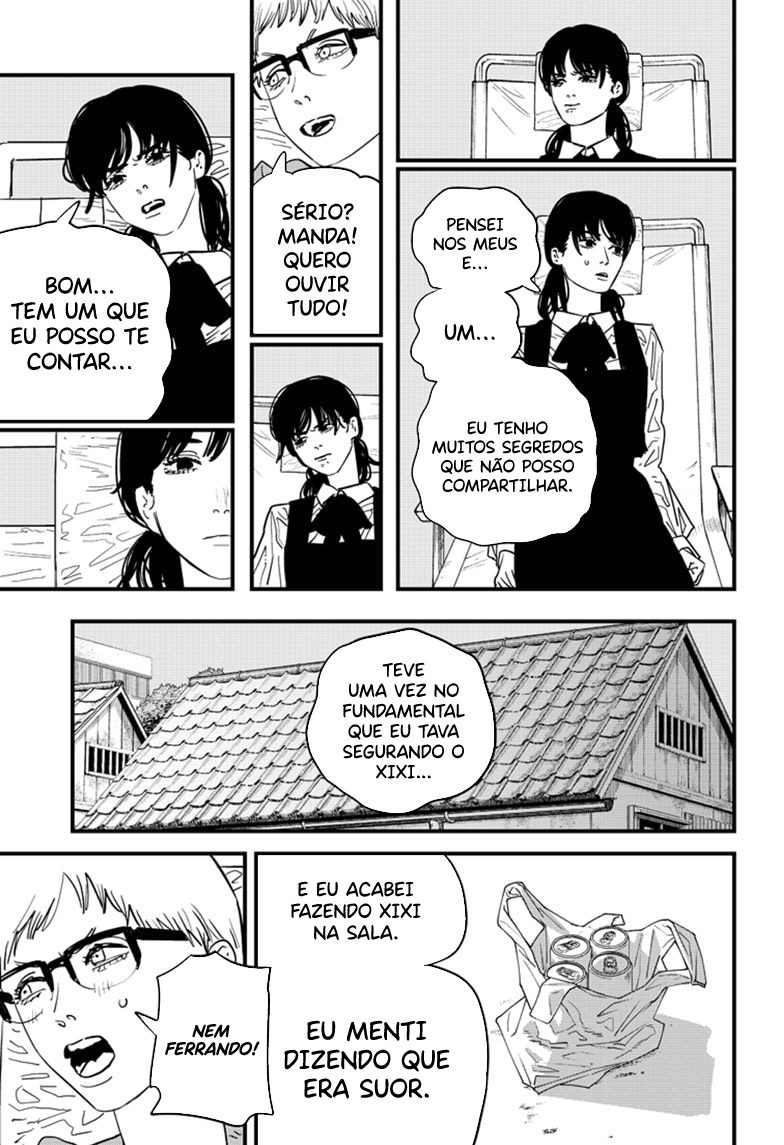 PENSEI
NOS MEUS
E...
UM...
EU TENHO
MUITOS SEGREDOS
QUE NÃO POSSO
COMPARTILHAR.
SÉRIO?
MANDA!
QUERO
OUVIR
TUDO!
BOM...
TEM UM QUE
EU POSSO TE
CONTAR...
TEVE
UMA VEZ NO
FUNDAMENTAL
QUE EU TAVA
SEGURANDO O
XIXI...
E EU ACABEI
FAZENDO XIXI
NA SALA.
EU MENTI
DIZENDO QUE
ERA SUOR.
NEM
FERRANDO!